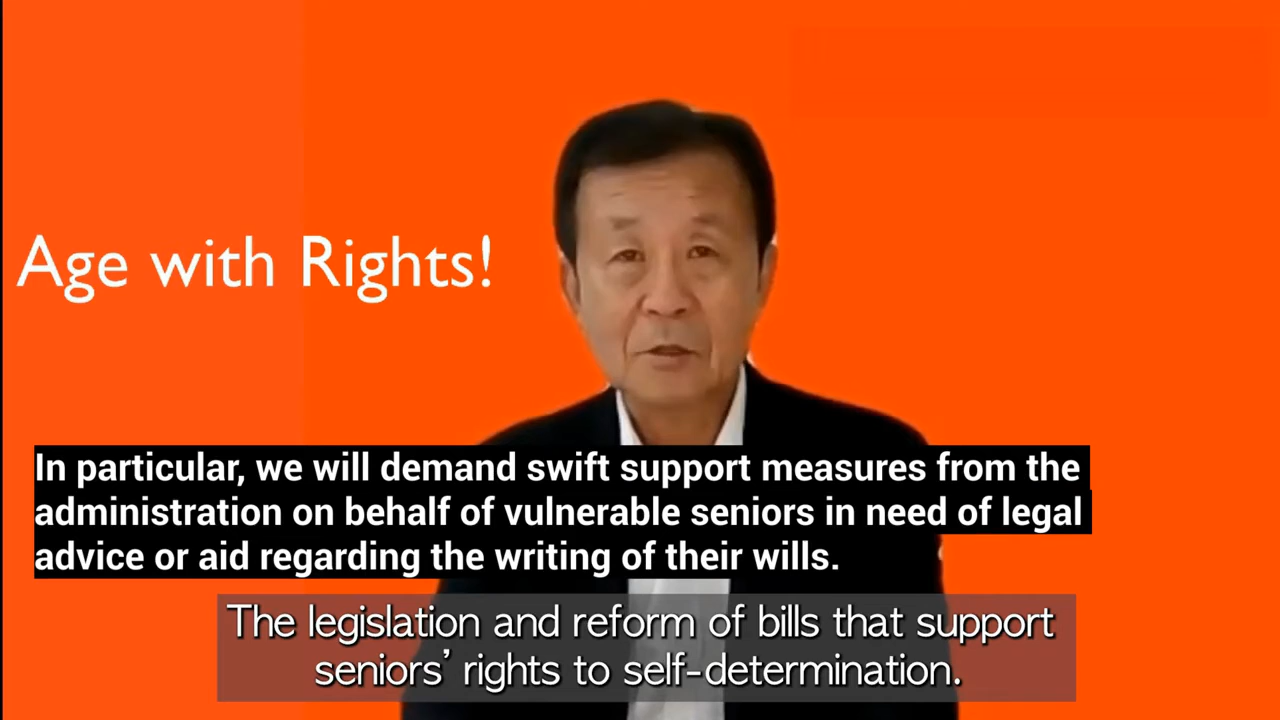 Age with Rights!
In particular, we will demand swift support measures from the
administration on behalf of vulnerable seniors in need of legal
advice or aid regarding the writing of their wills.
The legislation and reform of bills that support
seniors’ rights to self-determination.